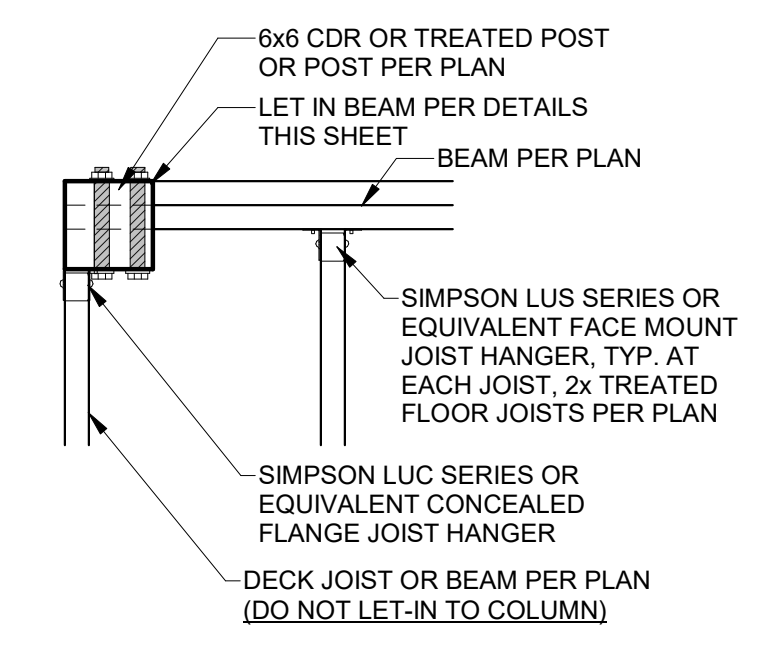 6x6 CDR OR TREATED POST
OR POST PER PLAN
LET IN BEAM PER DETAILS
THIS SHEET
BEAM PER PLAN
SIMPSON LUS SERIES OR
EQUIVALENT FACE MOUNT
JOIST HANGER, TYP. AT
EACH JOIST, 2x TREATED
FLOOR JOISTS PER PLAN
SIMPSON LUC SERIES OR
EQUIVALENT CONCEALED
FLANGE JOIST HANGER
DECK JOIST OR BEAM PER PLAN
(DO NOT LET-IN TO COLUMN)